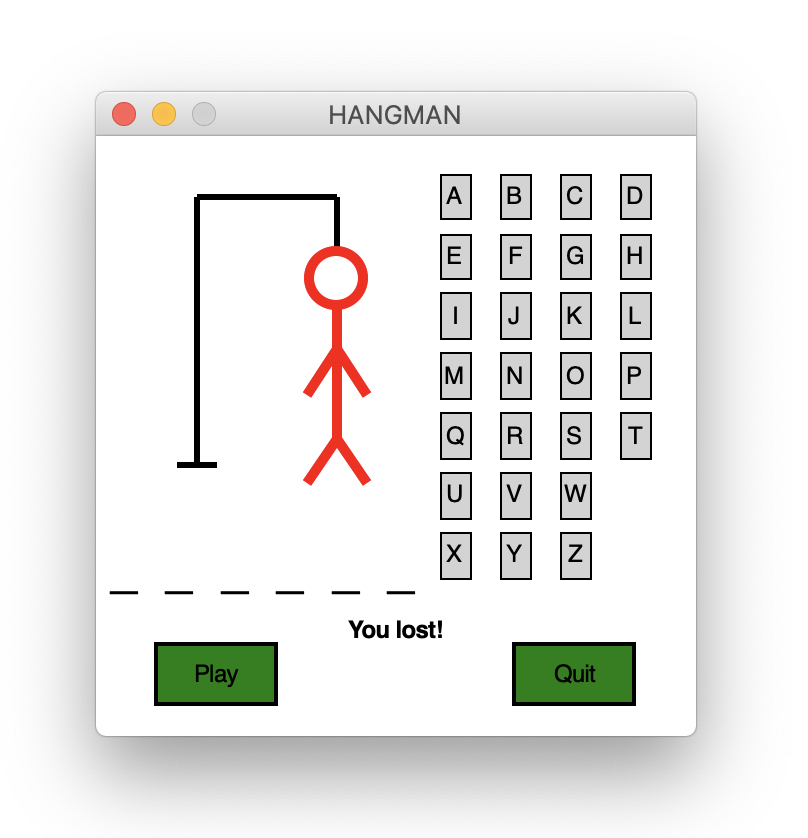 HANGMAN
A B C D
E F G H
I J K L
M N O P
Q R S T
U V W
X Y Z
You lost!
Play Quit